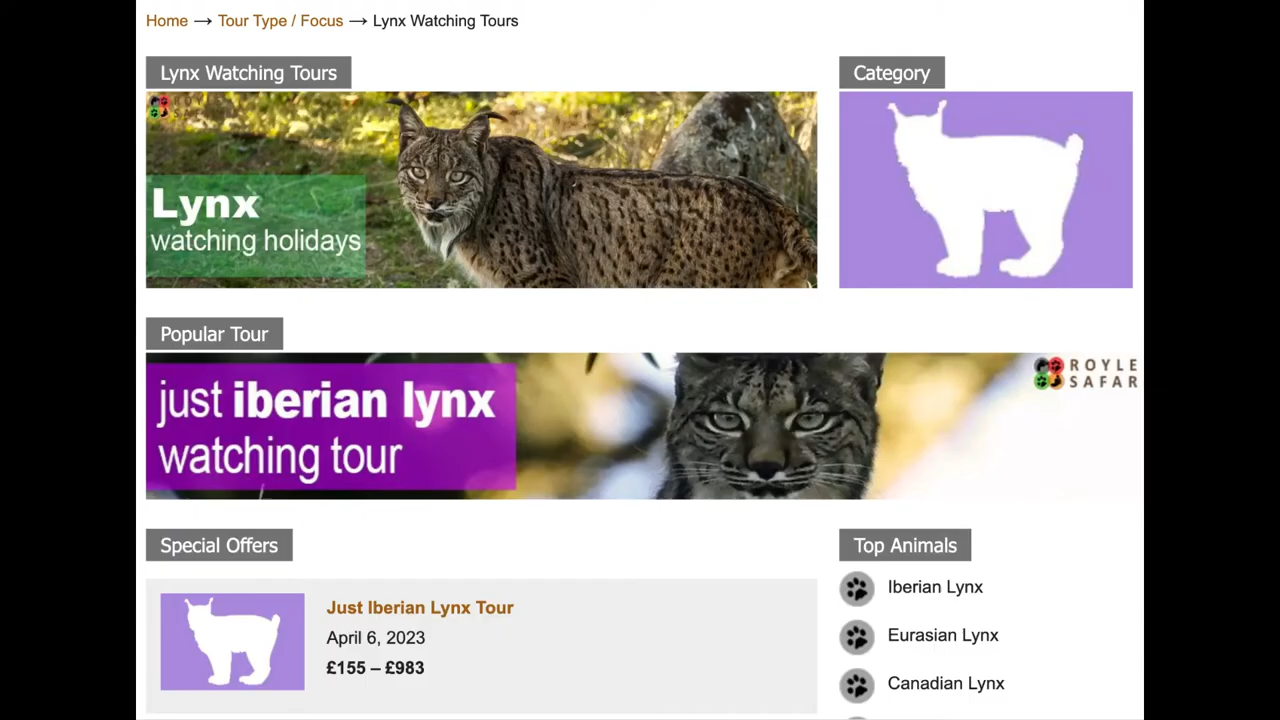 Home → Tour Type / Focus → Lynx Watching Tours
Lynx Watching Tours
Category
Lynx
watching holidays
Popular Tour
just iberian lynx
watching tour
ROYLE
SAFAR
Special Offers
Top Animals
Just Iberian Lynx Tour
April 6, 2023
£155 – £983
Iberian Lynx
Eurasian Lynx
Canadian Lynx